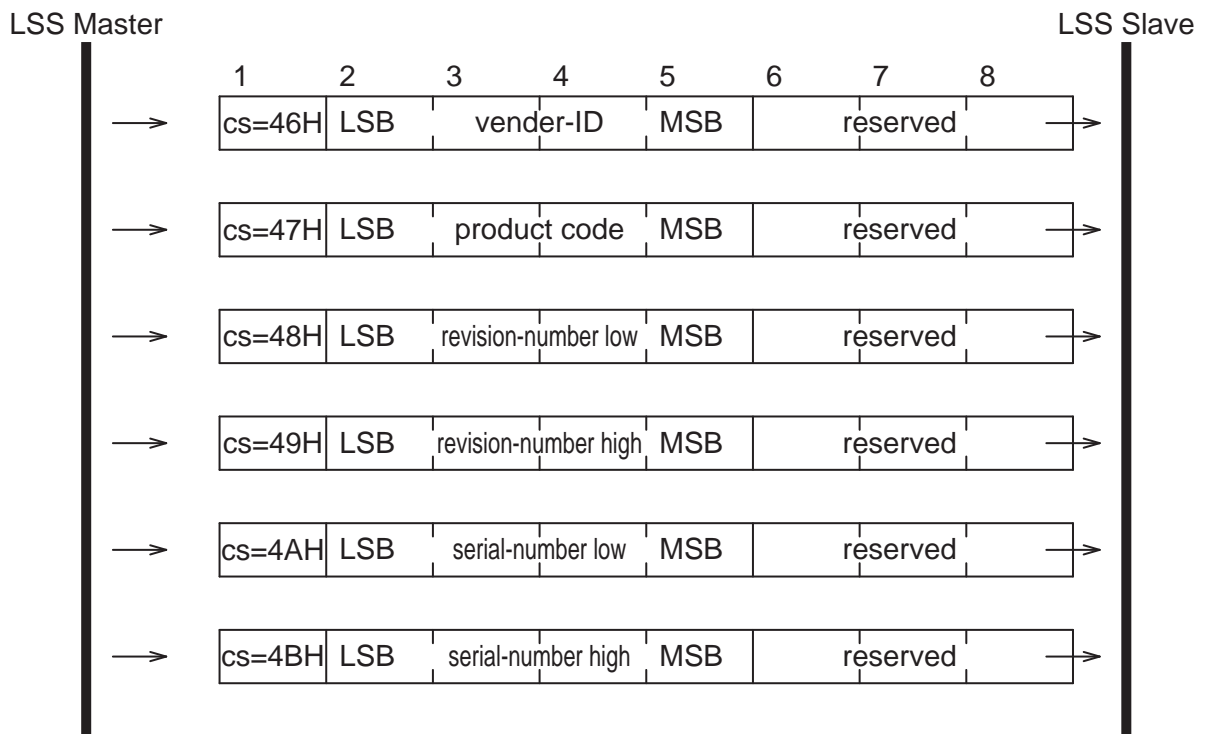 LSS Master LSS Slave
1 2 3 4 5 6 7 8
cs=46H LSB vender-ID MSB reserved
cs=47H LSB product code MSB reserved
cs=48H LSB revision-number low MSB reserved
cs=49H LSB revision-number high MSB reserved
cs=4AH LSB serial-number low MSB reserved
cs=4BH LSB serial-number high MSB reserved